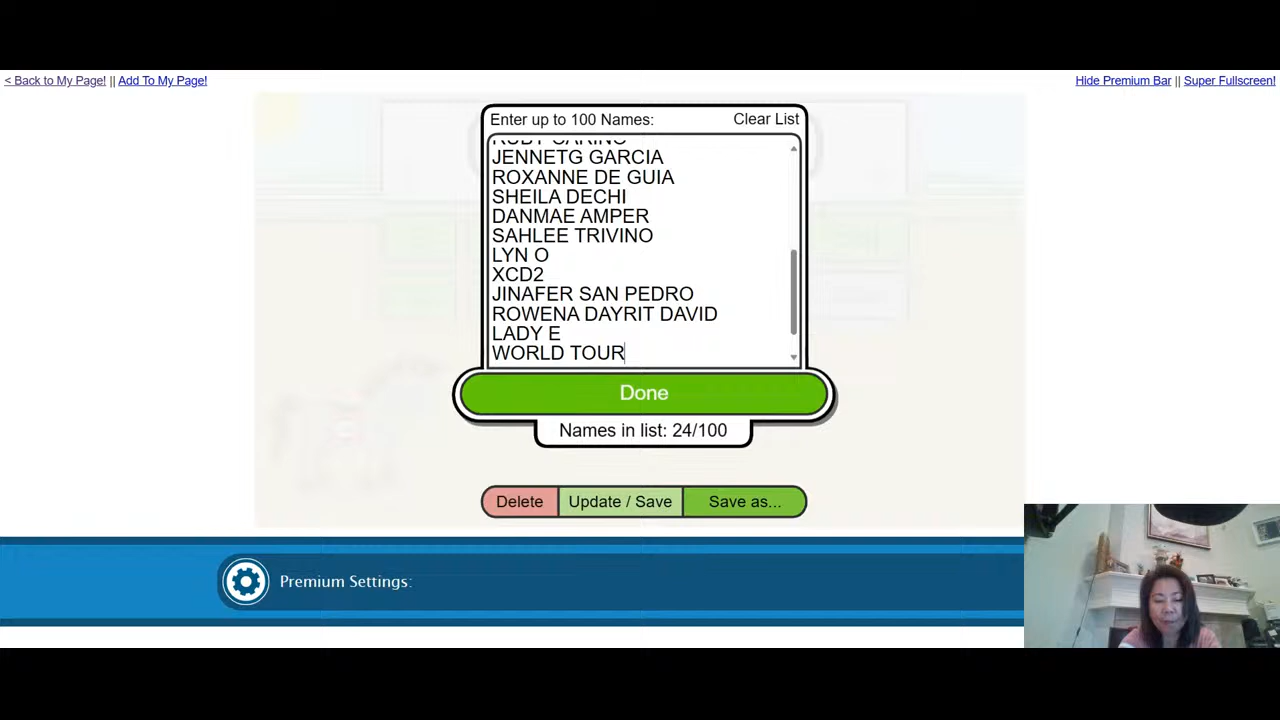 < Back to My Page! || Add To My Page!
Hide Premium Bar || Super Fullscreen!
Enter up to 100 Names:
Clear List
JENNETG GARCIA
ROXANNE DE GUIA
SHEILA DECHI
DANMAE AMPER
SAHLEE TRIVINO
LYN O
XCD2
JINAFER SAN PEDRO
ROWENA DAYRIT DAVID
LADY E
WORLD TOUR
Done
Names in list: 24/100
Delete
Update / Save
Save as...
Premium Settings: